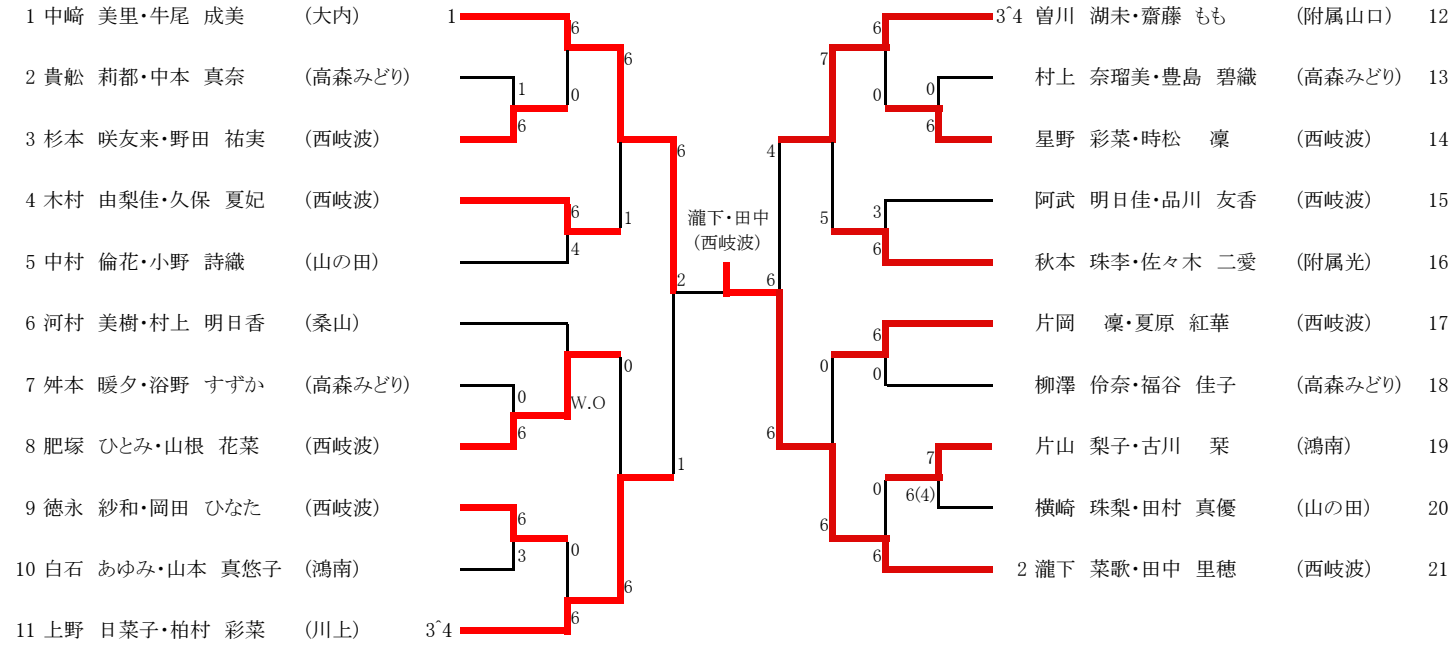 1 中﨑 美里・牛尾 成美 (大内) 1
2 貴舩 莉都・中本 真奈 (高森みどり)
3 杉本 咲友来・野田 祐実 (西岐波)
4 木村 由梨佳・久保 夏妃 (西岐波)
5 中村 倫花・小野 詩織 (山の田)
6 河村 美樹・村上 明日香 (桑山)
7 舛本 暖夕・浴野 すずか (高森みどり)
8 肥塚 ひとみ・山根 花菜 (西岐波)
9 徳永 紗和・岡田 ひなた (西岐波)
10 白石 あゆみ・山本 真悠子 (鴻南)
11 上野 日菜子・柏村 彩菜 (川上) 3^4
6
6
1
0
6
6
6
1
4
2
0
0
W.O
6
1
6
3
0
6
6
瀧下・田中
(西岐波)
6
7
0
0
6
4
3
5
6
6
6
0
0
6
7
0
6(4)
6
6
3^4 曽川 湖未・齋藤 もも (附属山口) 12
村上 奈瑠美・豊島 碧織 (高森みどり) 13
星野 彩菜・時松 凜 (西岐波) 14
阿武 明日佳・品川 友香 (西岐波) 15
秋本 珠李・佐々木 二愛 (附属光) 16
片岡 凜・夏原 紅華 (西岐波) 17
柳澤 伶奈・福谷 佳子 (高森みどり) 18
片山 梨子・古川 栞 (鴻南) 19
横崎 珠梨・田村 真優 (山の田) 20
2 瀧下 菜歌・田中 里穂 (西岐波) 21